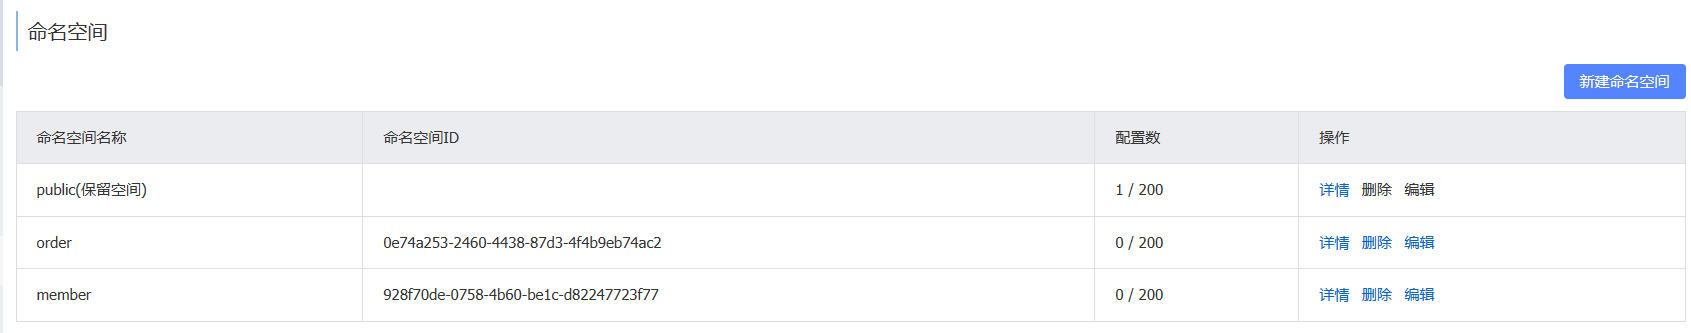 命名空间
新建命名空间
命名空间名称 命名空间ID 配置数 操作
public(保留空间) 1 / 200 详情 删除 编辑
order 0e74a253-2460-4438-87d3-4f4b9eb74ac2 0 / 200 详情 删除 编辑
member 928f70de-0758-4b60-be1c-d82247723f77 0 / 200 详情 删除 编辑